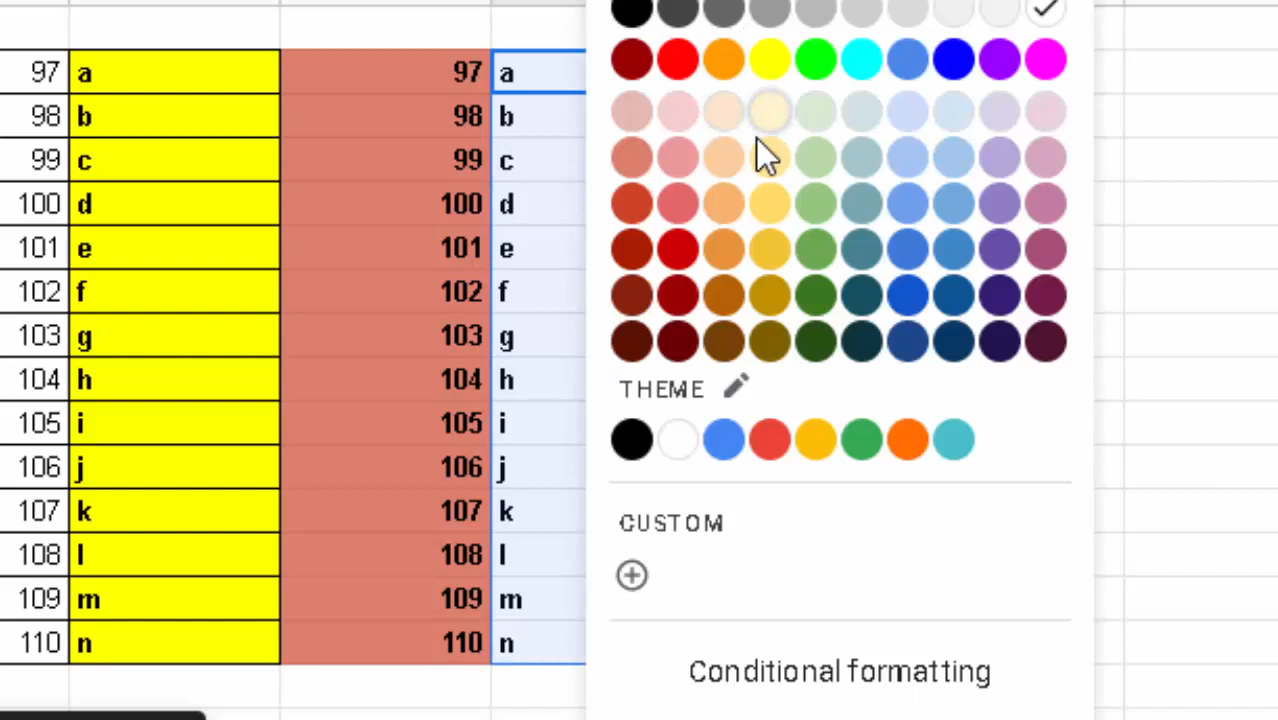 97 a 97 a
98 b 98 b
99 c 99 c
100 d 100 d
101 e 101 e
102 f 102 f
103 g 103 g
104 h 104 h
105 i 105 i
106 j 106 j
107 k 107 k
108 l 108 l
109 m 109 m
110 n 110 n
THEME
CUSTOM
Conditional formatting